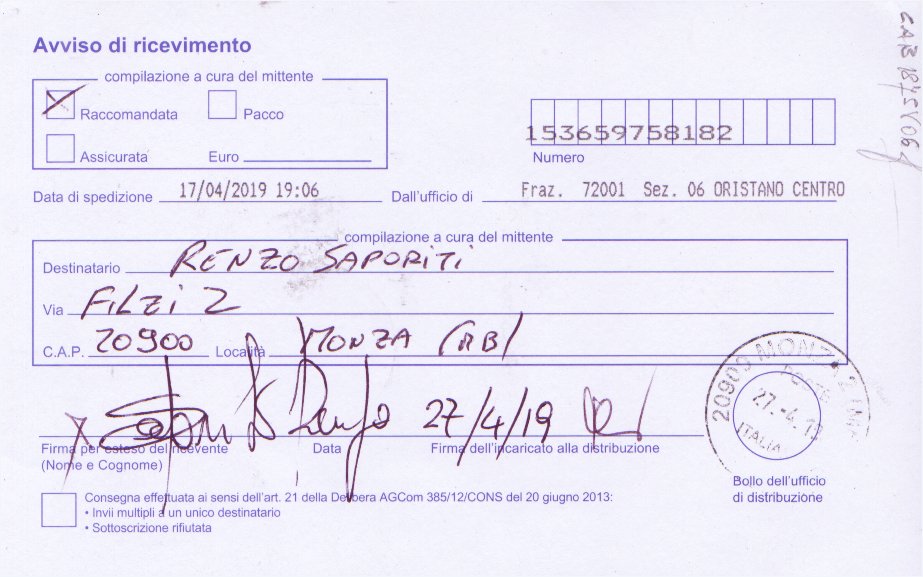 Avviso di ricevimento
compilazione a cura del mittente
Raccomandata Pacco
Assicurata Euro
153659758182
Numero
Data di spedizione 17/04/2019 19:06 Dall'ufficio di Fraz. 72001 Sez. 06 ORISTANO CENTRO
compilazione a cura del mittente
Destinatario RENZO SAPORITI
Via FILZI 2
C.A.P. 20900 Località MONZA (MB)
27/4/19
Firma per esteso del ricevente Data Firma dell'incaricato alla distribuzione
(Nome e Cognome)
20900 MONZA
POSTE
27.-4.19
ITALIA
Bollo dell'ufficio
di distribuzione
Consegna effettuata ai sensi dell'art. 21 della Delibera AGCom 385/12/CONS del 20 giugno 2013:
• Invii multipli a un unico destinatario
• Sottoscrizione rifiutata